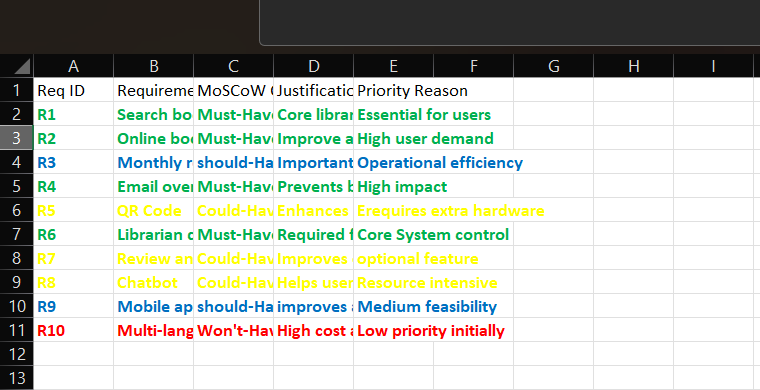 A B C D E F G H I
1 Req ID Requireme MoSCoW Justificatio Priority Reason
2 R1 Search bo Must-Have Core librar Essential for users
3 R2 Online boo Must-Have Improve a High user demand
4 R3 Monthly r should-Ha Important Operational efficiency
5 R4 Email over Must-Have Prevents b High impact
6 R5 QR Code Could-Hav Enhances Erequires extra hardware
7 R6 Librarian d Must-Have Required f Core System control
8 R7 Review an Could-Hav Improves optional feature
9 R8 Chatbot Could-Hav Helps user Resource intensive
10 R9 Mobile ap should-Ha improves a Medium feasibility
11 R10 Multi-lang Won't-Hav High cost a Low priority initially
12
13